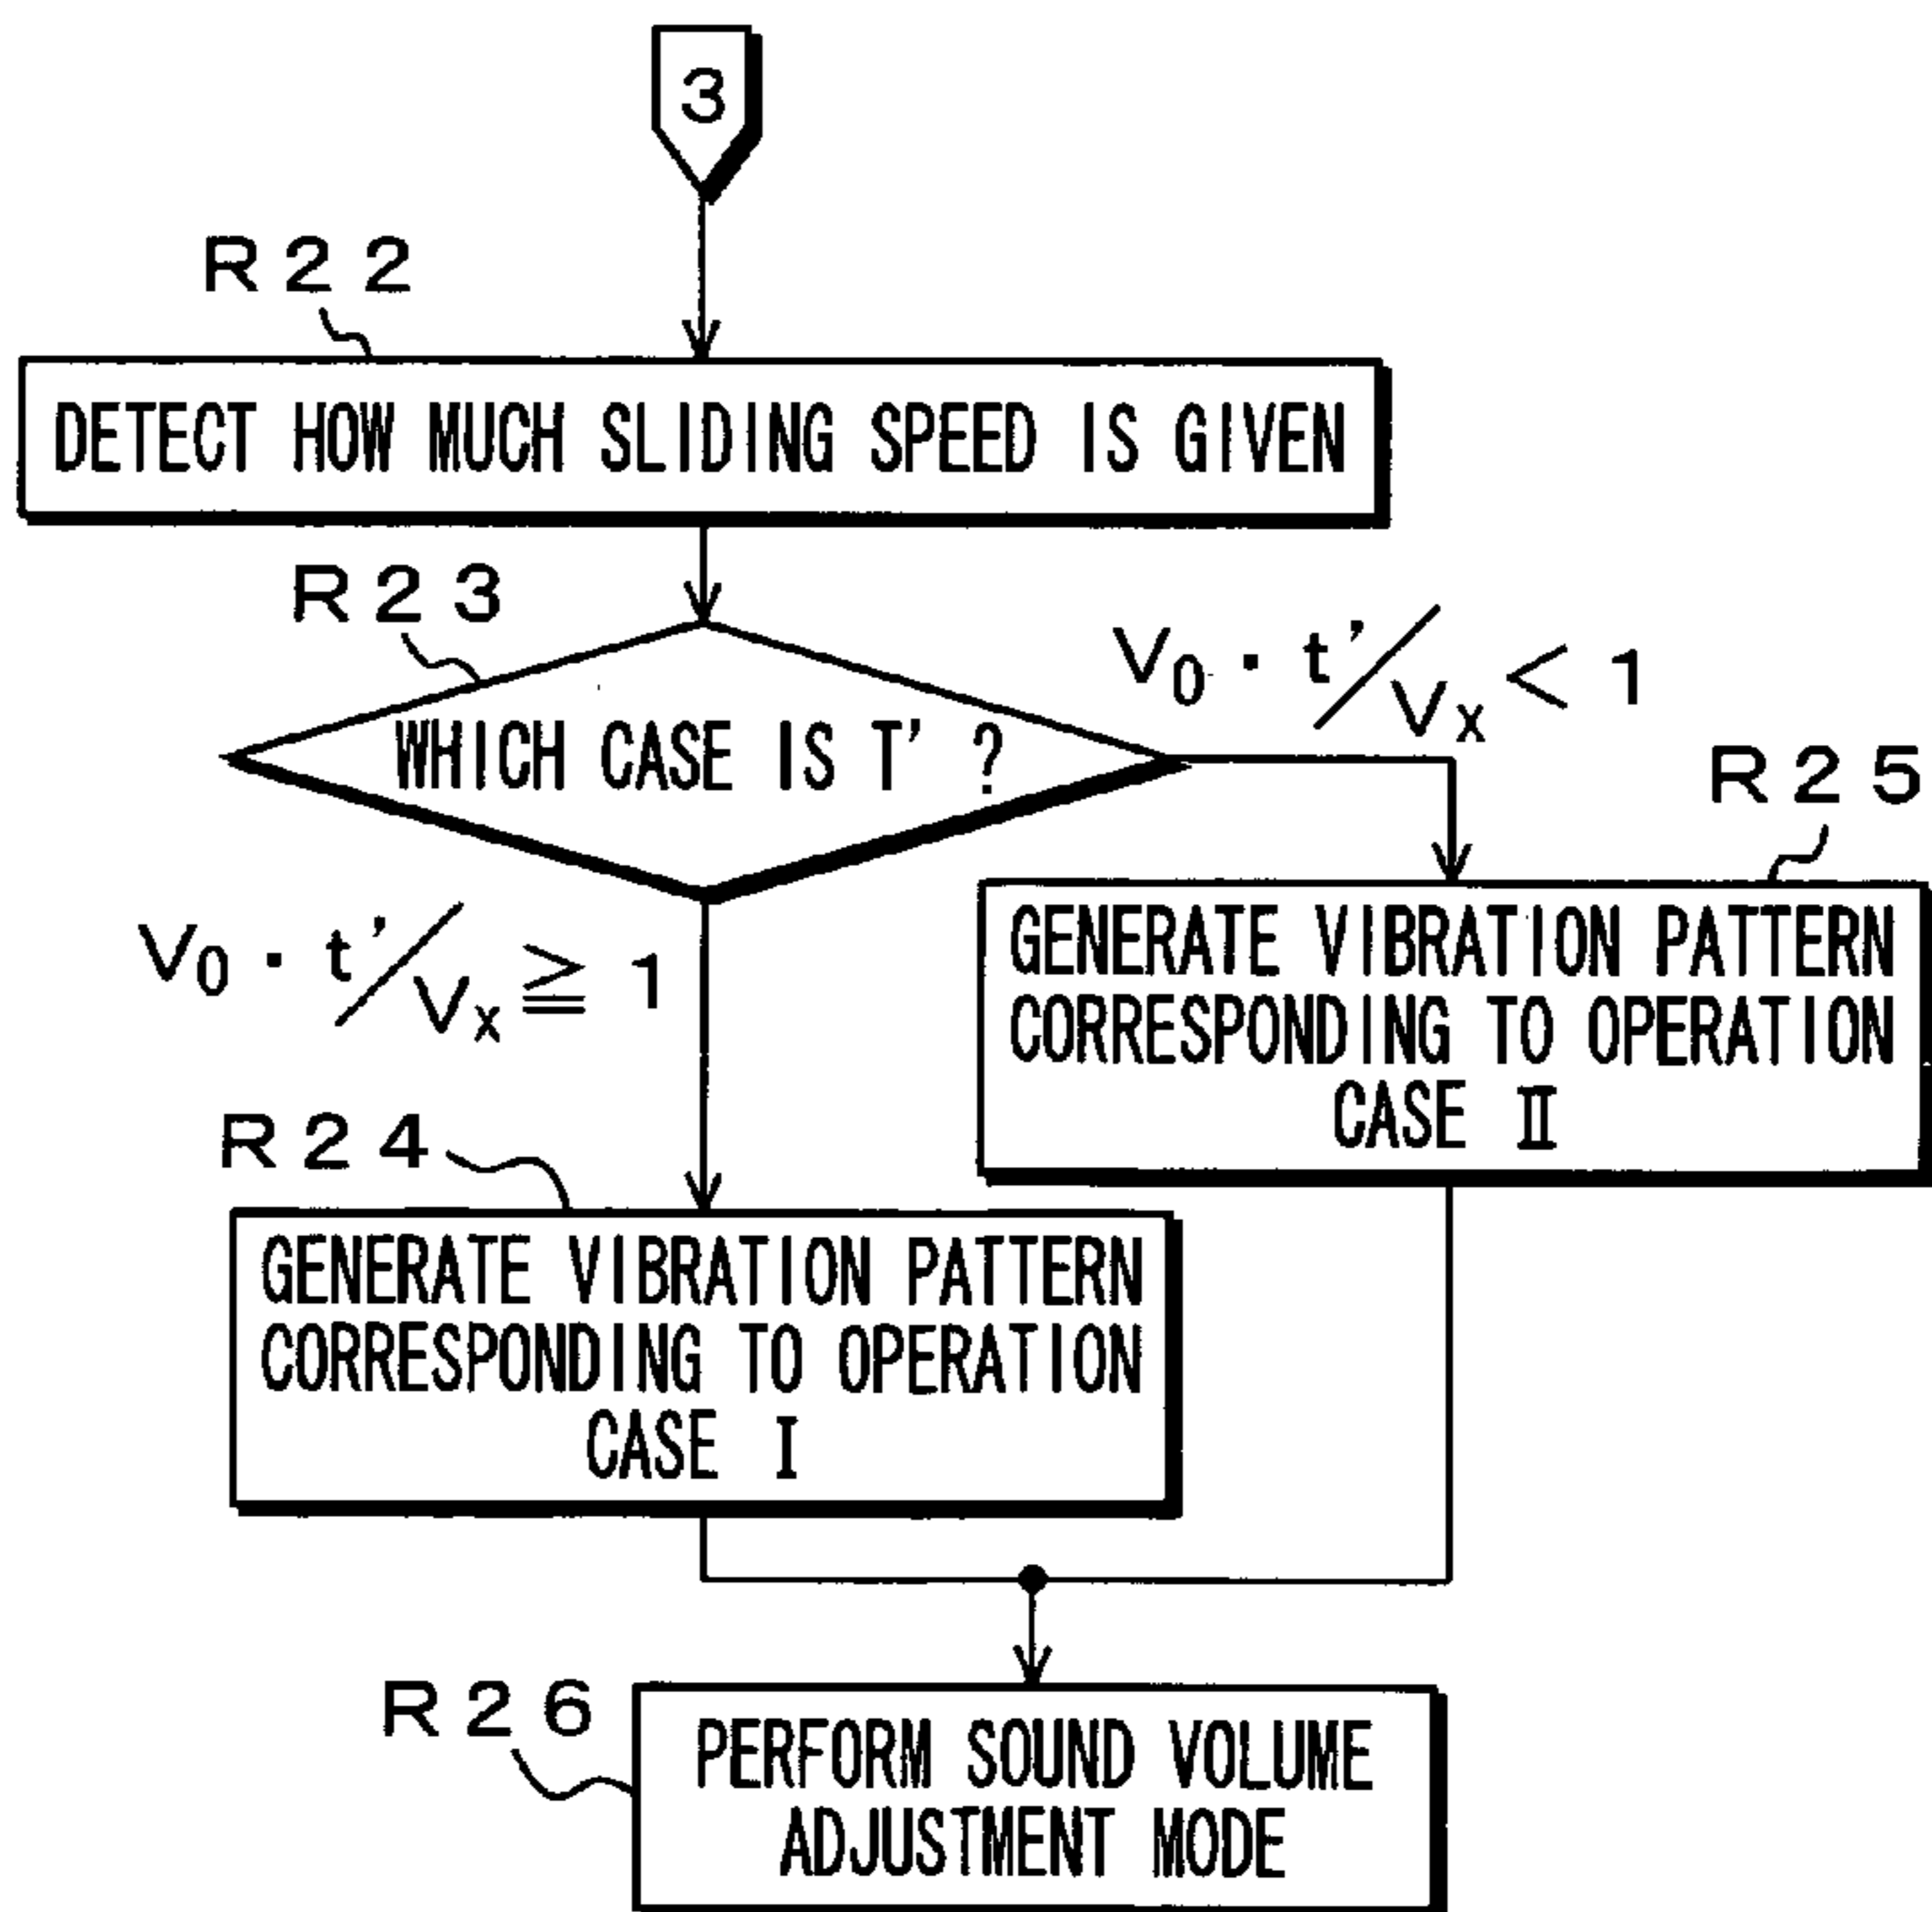 3
R22
DETECT HOW MUCH SLIDING SPEED IS GIVEN
R23
WHICH CASE IS T' ?
V0 · t'/Vx < 1
R25
GENERATE VIBRATION PATTERN
CORRESPONDING TO OPERATION
CASE Ⅱ
V0 · t'/Vx ≧ 1
R24
GENERATE VIBRATION PATTERN
CORRESPONDING TO OPERATION
CASE Ⅰ
R26
PERFORM SOUND VOLUME
ADJUSTMENT MODE